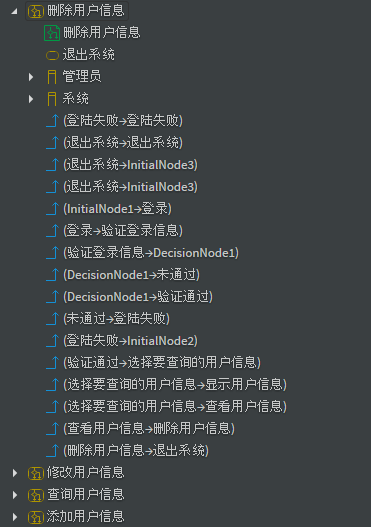 删除用户信息
删除用户信息
退出系统
管理员
系统
(登陆失败→登陆失败)
(退出系统→退出系统)
(退出系统→InitialNode3)
(退出系统→InitialNode3)
(InitialNode1→登录)
(登录→验证登录信息)
(验证登录信息→DecisionNode1)
(DecisionNode1→未通过)
(DecisionNode1→验证通过)
(未通过→登陆失败)
(登陆失败→InitialNode2)
(验证通过→选择要查询的用户信息)
(选择要查询的用户信息→显示用户信息)
(选择要查询的用户信息→查看用户信息)
(查看用户信息→删除用户信息)
(删除用户信息→退出系统)
修改用户信息
查询用户信息
添加用户信息